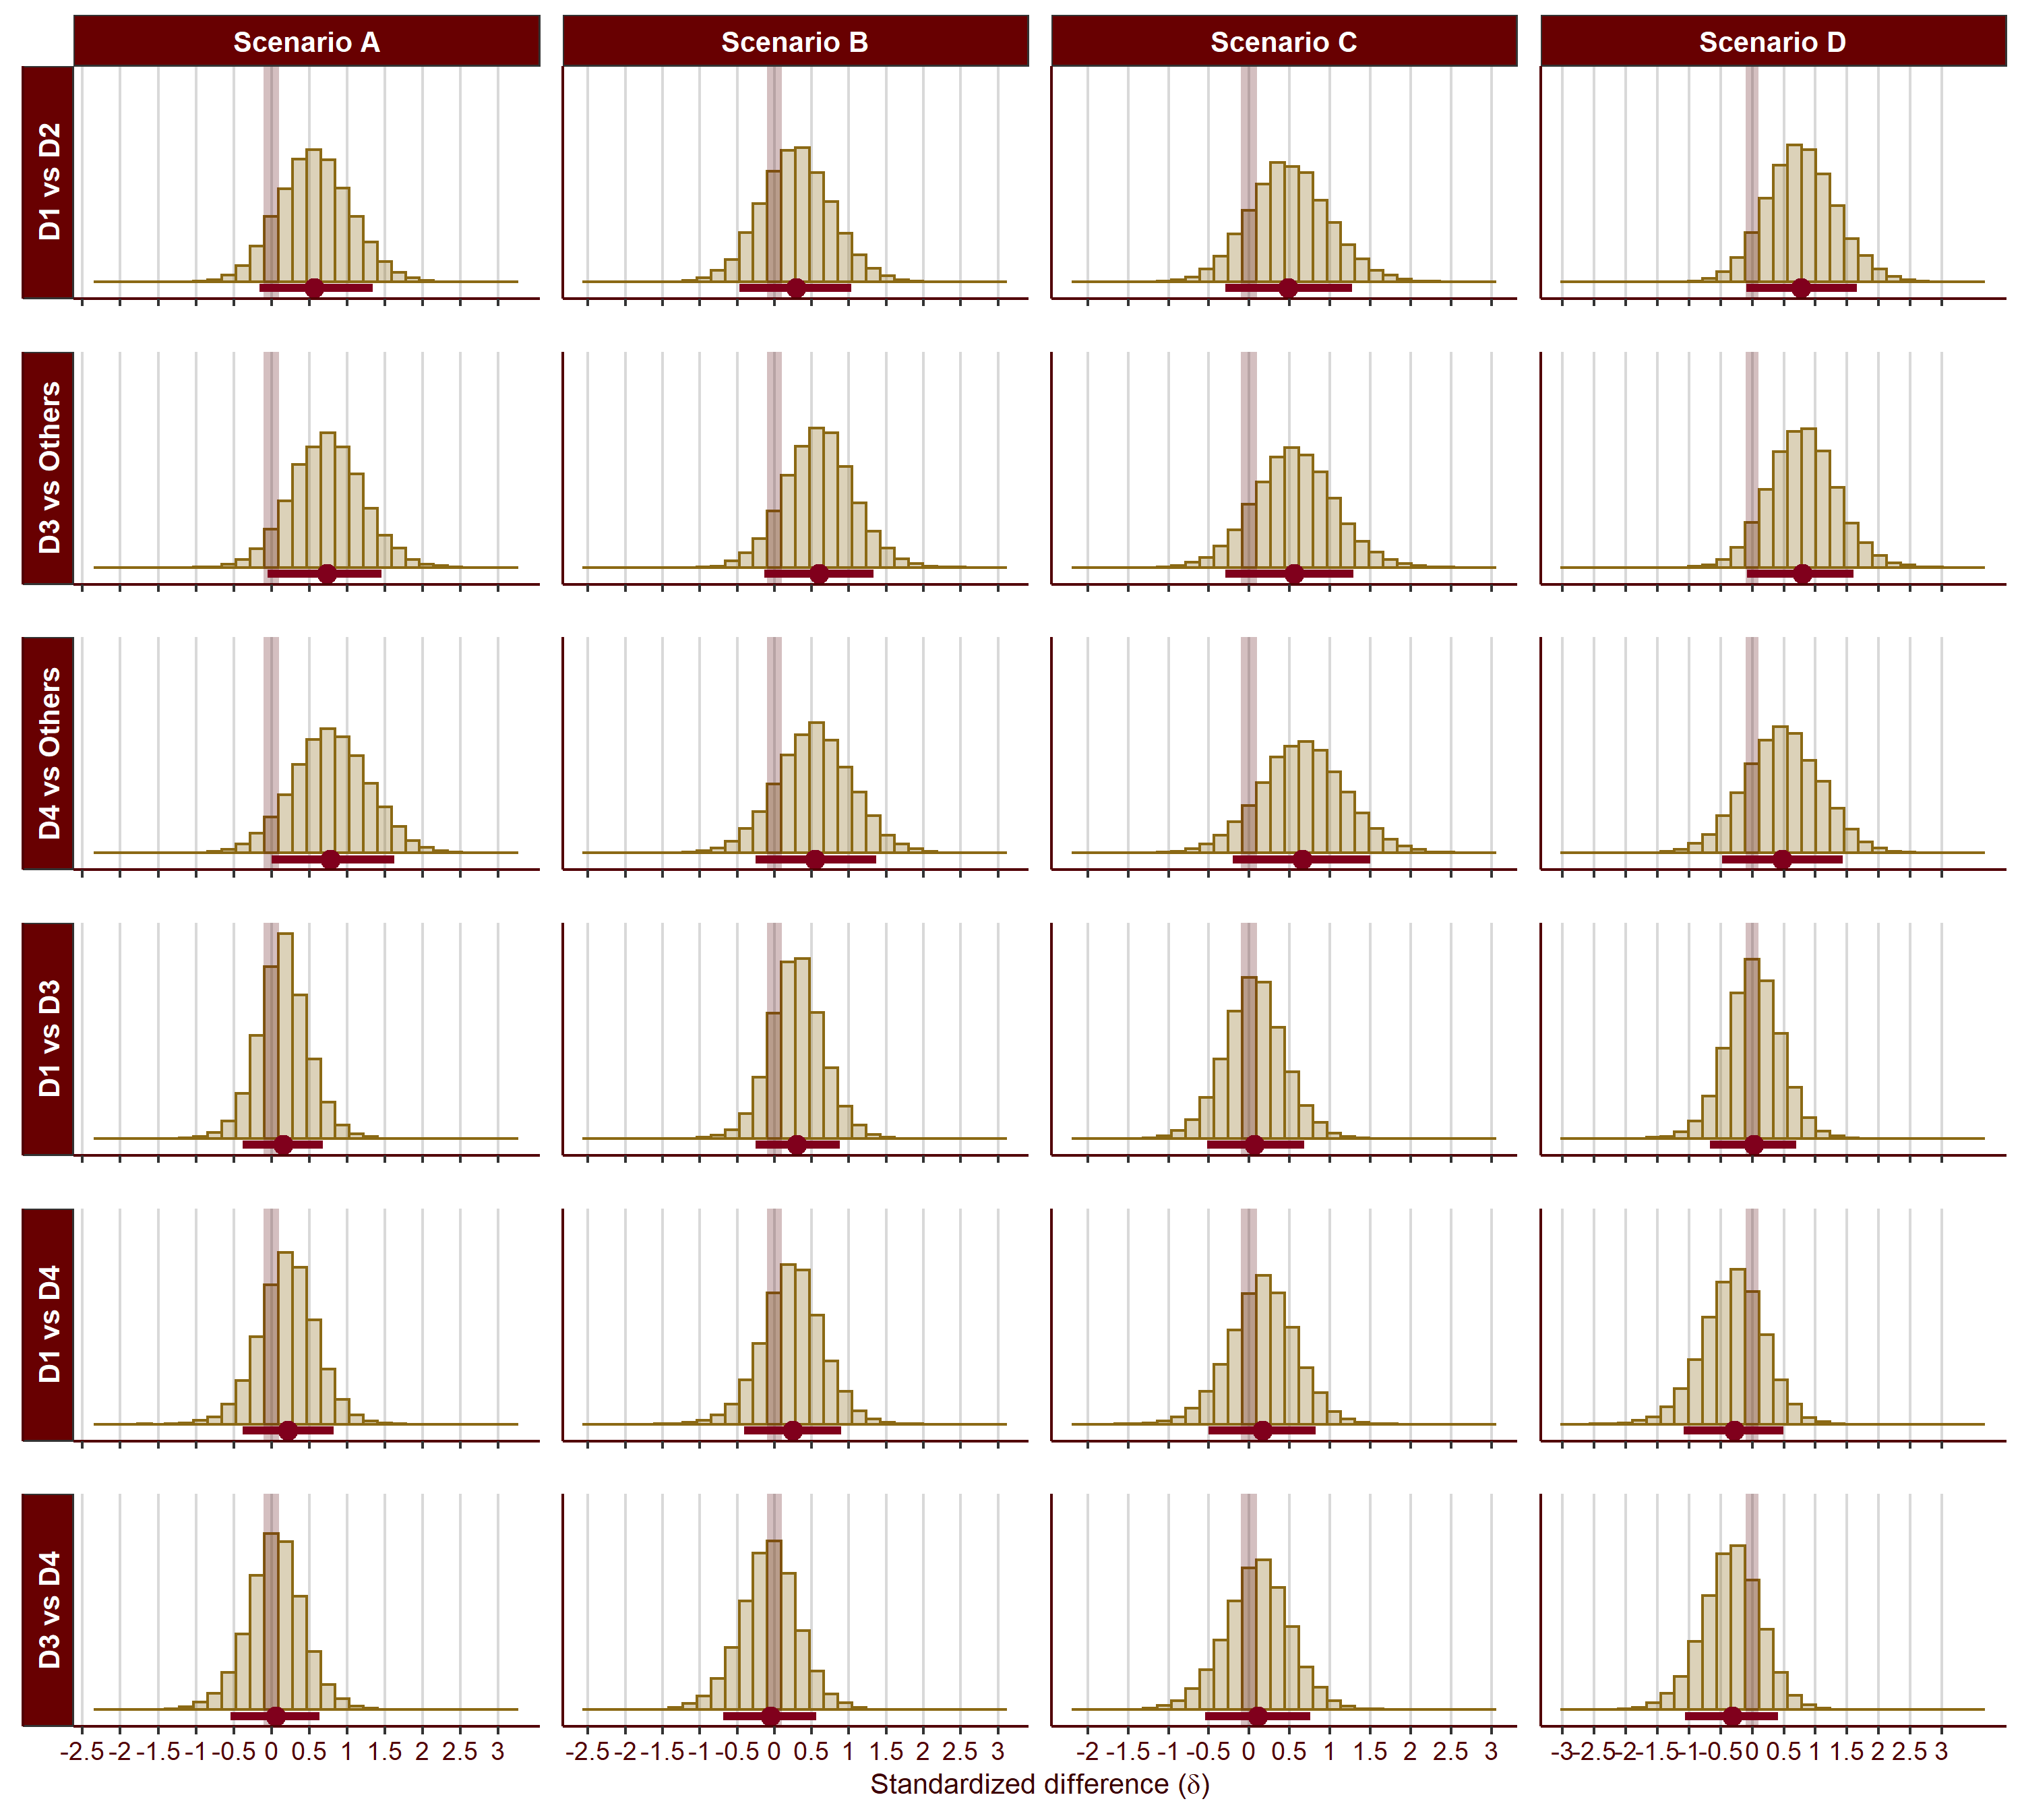 Scenario A Scenario B Scenario C Scenario D
D1 vs D2
D3 vs Others
D4 vs Others
D1 vs D3
D1 vs D4
D3 vs D4
-2.5 -2 -1.5 -1 -0.5 0 0.5 1 1.5 2 2.5 3 -2.5 -2 -1.5 -1 -0.5 0 0.5 1 1.5 2 2.5 3 -2 -1.5 -1 -0.5 0 0.5 1 1.5 2 2.5 3 -3 -2.5 -2 -1.5 -1 -0.5 0 0.5 1 1.5 2 2.5 3
Standardized difference (δ)